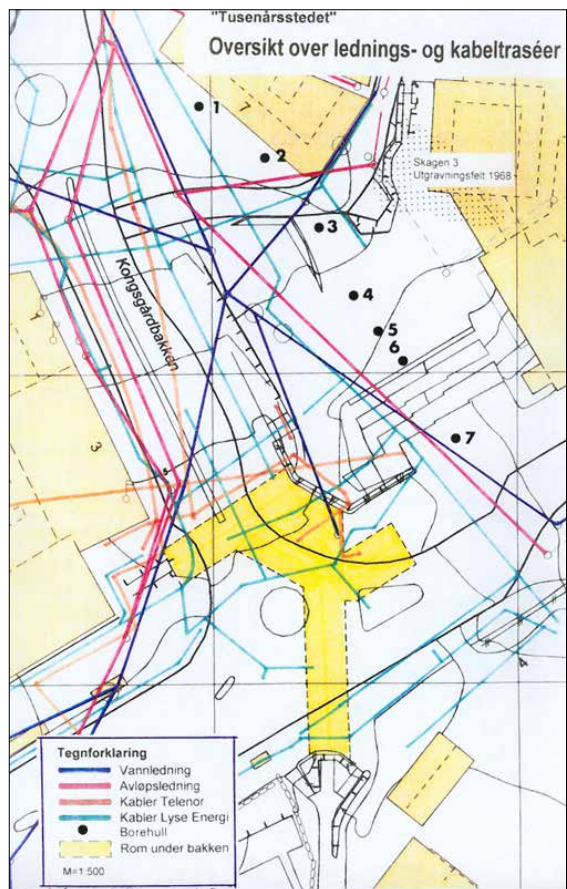 "Tusenårsstedet"
Oversikt over lednings- og kabeltraséer
1
7
2
Skagen 3
Utgravningsfelt 1968
3
4
5
6
Kongsgårdbakken
3
7
4
Tegnforklaring
Vannledning
Avløpsledning
Kabler Telenor
Kabler Lyse Energi
Borehull
Rom under bakken
M=1:500